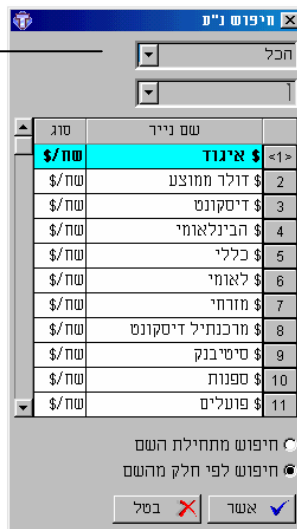 חיפוש נ"ע
הכל
שם נייר סוג
<1> $ איגוד $/שח
2 $ דולר ממוצע $/שח
3 $ דיסקונט $/שח
4 $ הבינלאומי $/שח
5 $ כללי $/שח
6 $ לאומי $/שח
7 $ מזרחי $/שח
8 $ מרכנתיל דיסקונט $/שח
9 $ סיטיבנק $/שח
10 $ ספנות $/שח
11 $ פועלים $/שח
חיפוש מתחילת השם
חיפוש לפי חלק מהשם
אשר בטל